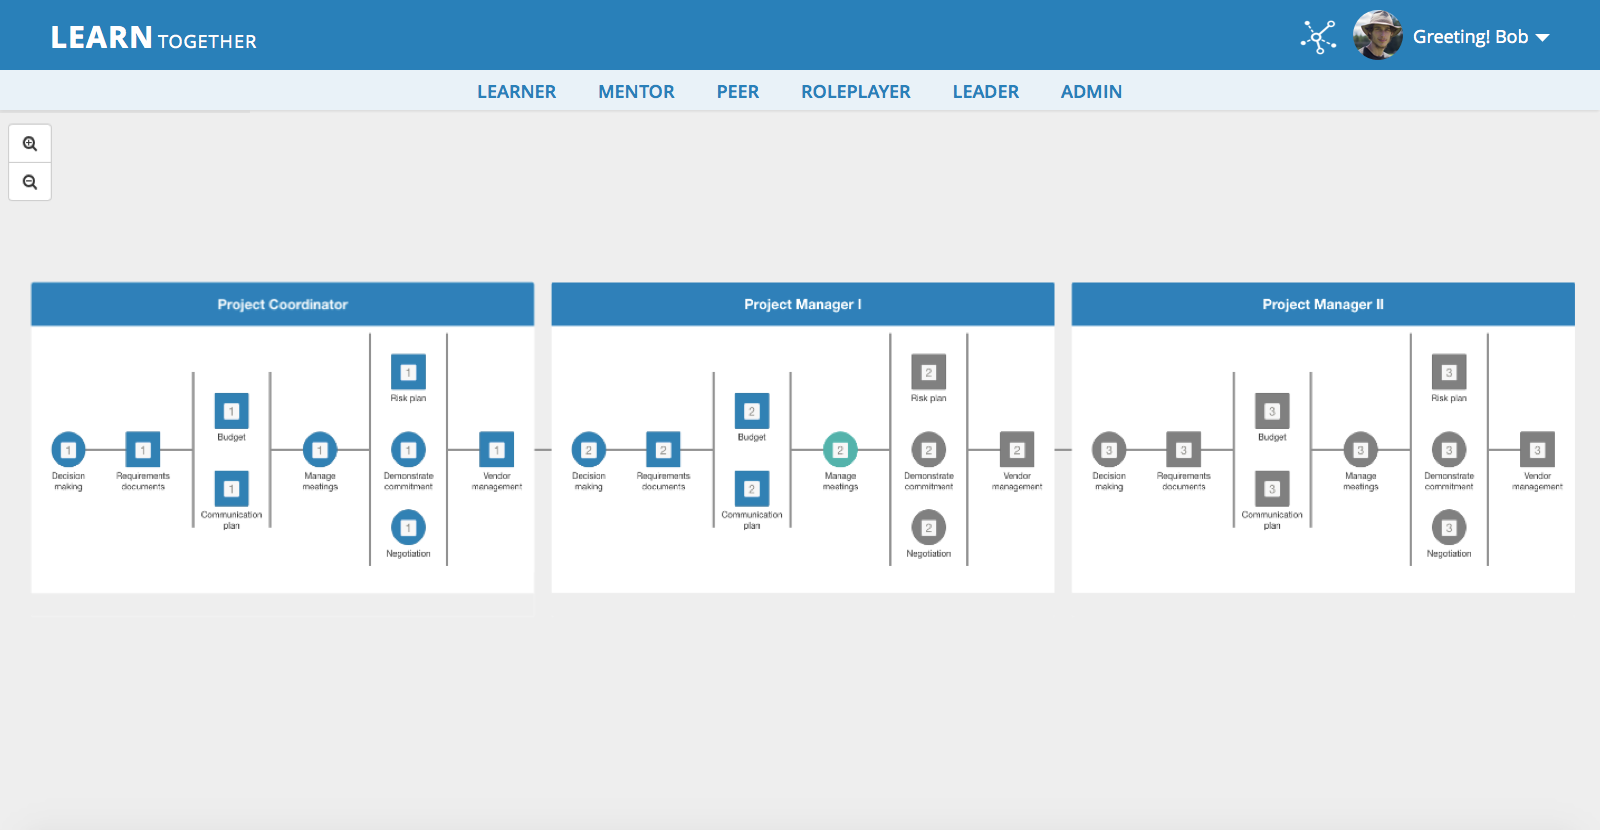 LEARN TOGETHER
Greeting! Bob
LEARNER MENTOR PEER ROLEPLAYER LEADER ADMIN
Project Coordinator
1
Risk plan
1
Budget
1
Decision
making
1
Requirements
documents
1
Manage
meetings
1
Demonstrate
commitment
1
Vendor
management
1
Communication
plan
1
Negotiation
Project Manager I
2
Risk plan
2
Budget
2
Decision
making
2
Requirements
documents
2
Manage
meetings
2
Demonstrate
commitment
2
Vendor
management
2
Communication
plan
2
Negotiation
Project Manager II
3
Risk plan
3
Budget
3
Decision
making
3
Requirements
documents
3
Manage
meetings
3
Demonstrate
commitment
3
Vendor
management
3
Communication
plan
3
Negotiation